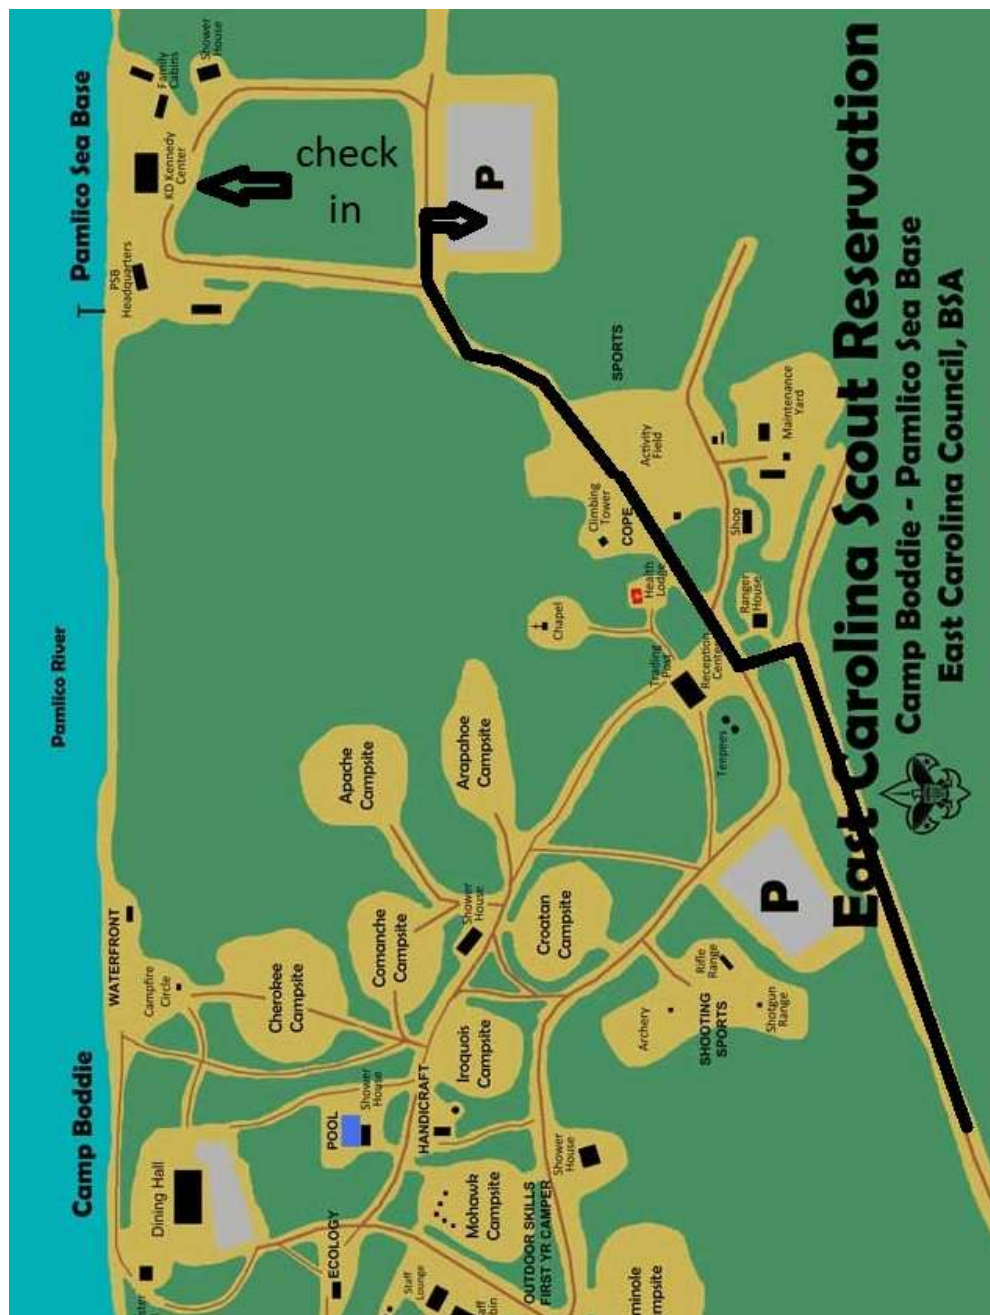 East Carolina Scout Reservation
Camp Boddie - Pamlico Sea Base
East Carolina Council, BSA
Camp Boddie
Pamlico River
Pamlico Sea Base
WATERFRONT
Campfire
Circle
Dining Hall
Cherokee
Campsite
Comanche
Campsite
Apache
Campsite
Arapahoe
Campsite
Croatan
Campsite
Iroquois
Campsite
Mohawk
Campsite
POOL
Shower
House
HANDICRAFT
Shower
House
ECOLOGY
Staff
Lounge
OUTDOOR SKILLS
FIRST YR CAMPER
Shower
House
Archery
SHOOTING
SPORTS
Rifle
Range
Shotgun
Range
P
Teepees
Trading
Post
Reception
Center
Chapel
Health
Lodge
Ranger
House
Shop
COPE
Climbing
Tower
Activity
Field
SPORTS
Maintenance
Yard
PSB
Headquarters
KD Kennedy
Center
Family
Cabins
Shower
House
check
in
P